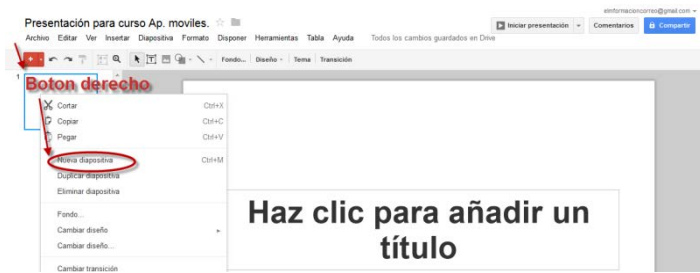 simformacioncorreo@gmail.com
Presentación para curso Ap. moviles.
Iniciar presentación
Comentarios
Compartir
Archivo Editar Ver Insertar Diapositiva Formato Disponer Herramientas Tabla Ayuda Todos los cambios guardados en Drive
Fondo... Diseño Tema Transición
1
Boton derecho
Cortar Ctrl+X
Copiar Ctrl+C
Pegar Ctrl+V
Nueva diapositiva Ctrl+M
Duplicar diapositiva
Eliminar diapositiva
Fondo...
Cambiar diseño
Cambiar diseño...
Cambiar transición
Haz clic para añadir un
título